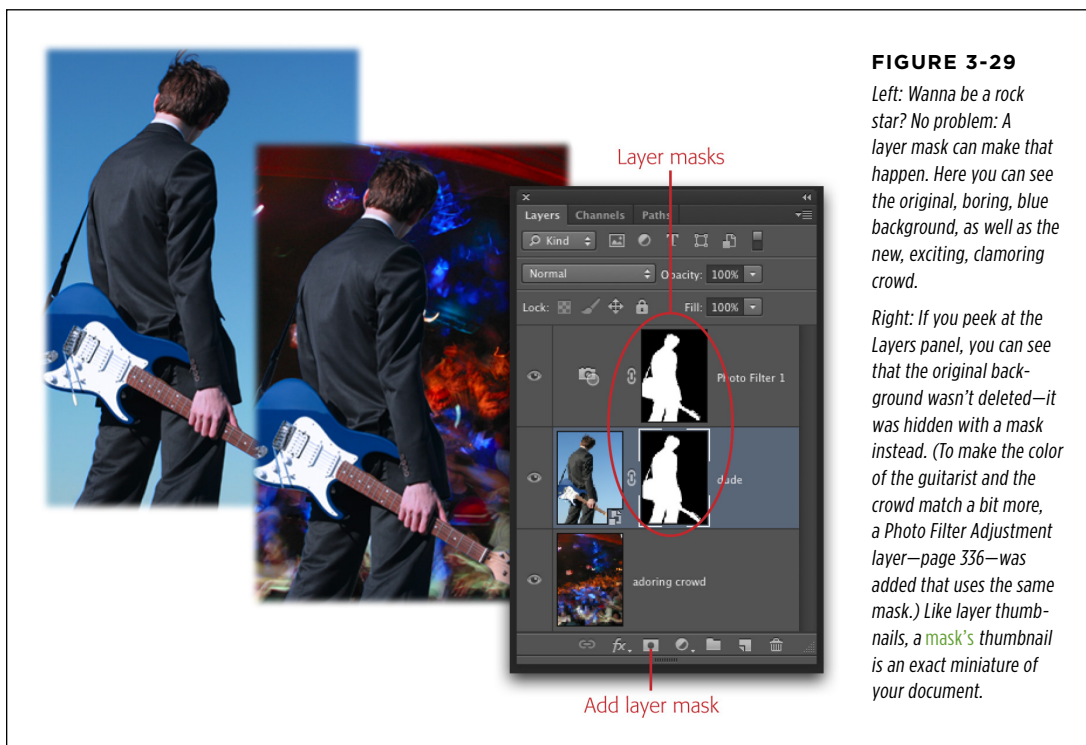 FIGURE 3-29
Left: Wanna be a rock
star? No problem: A
layer mask can make that
happen. Here you can see
the original, boring, blue
background, as well as the
new, exciting, clamoring
crowd.
Right: If you peek at the
Layers panel, you can see
that the original back-
ground wasn't deleted—it
was hidden with a mask
instead. (To make the color
of the guitarist and the
crowd match a bit more,
a Photo Filter Adjustment
layer—page 336—was
added that uses the same
mask.) Like layer thumb-
nails, a mask's thumbnail
is an exact miniature of
your document.
Layer masks
Layers Channels Paths
Kind T
Normal Opacity: 100%
Lock: Fill: 100%
Photo Filter 1
dude
adoring crowd
fx
Add layer mask